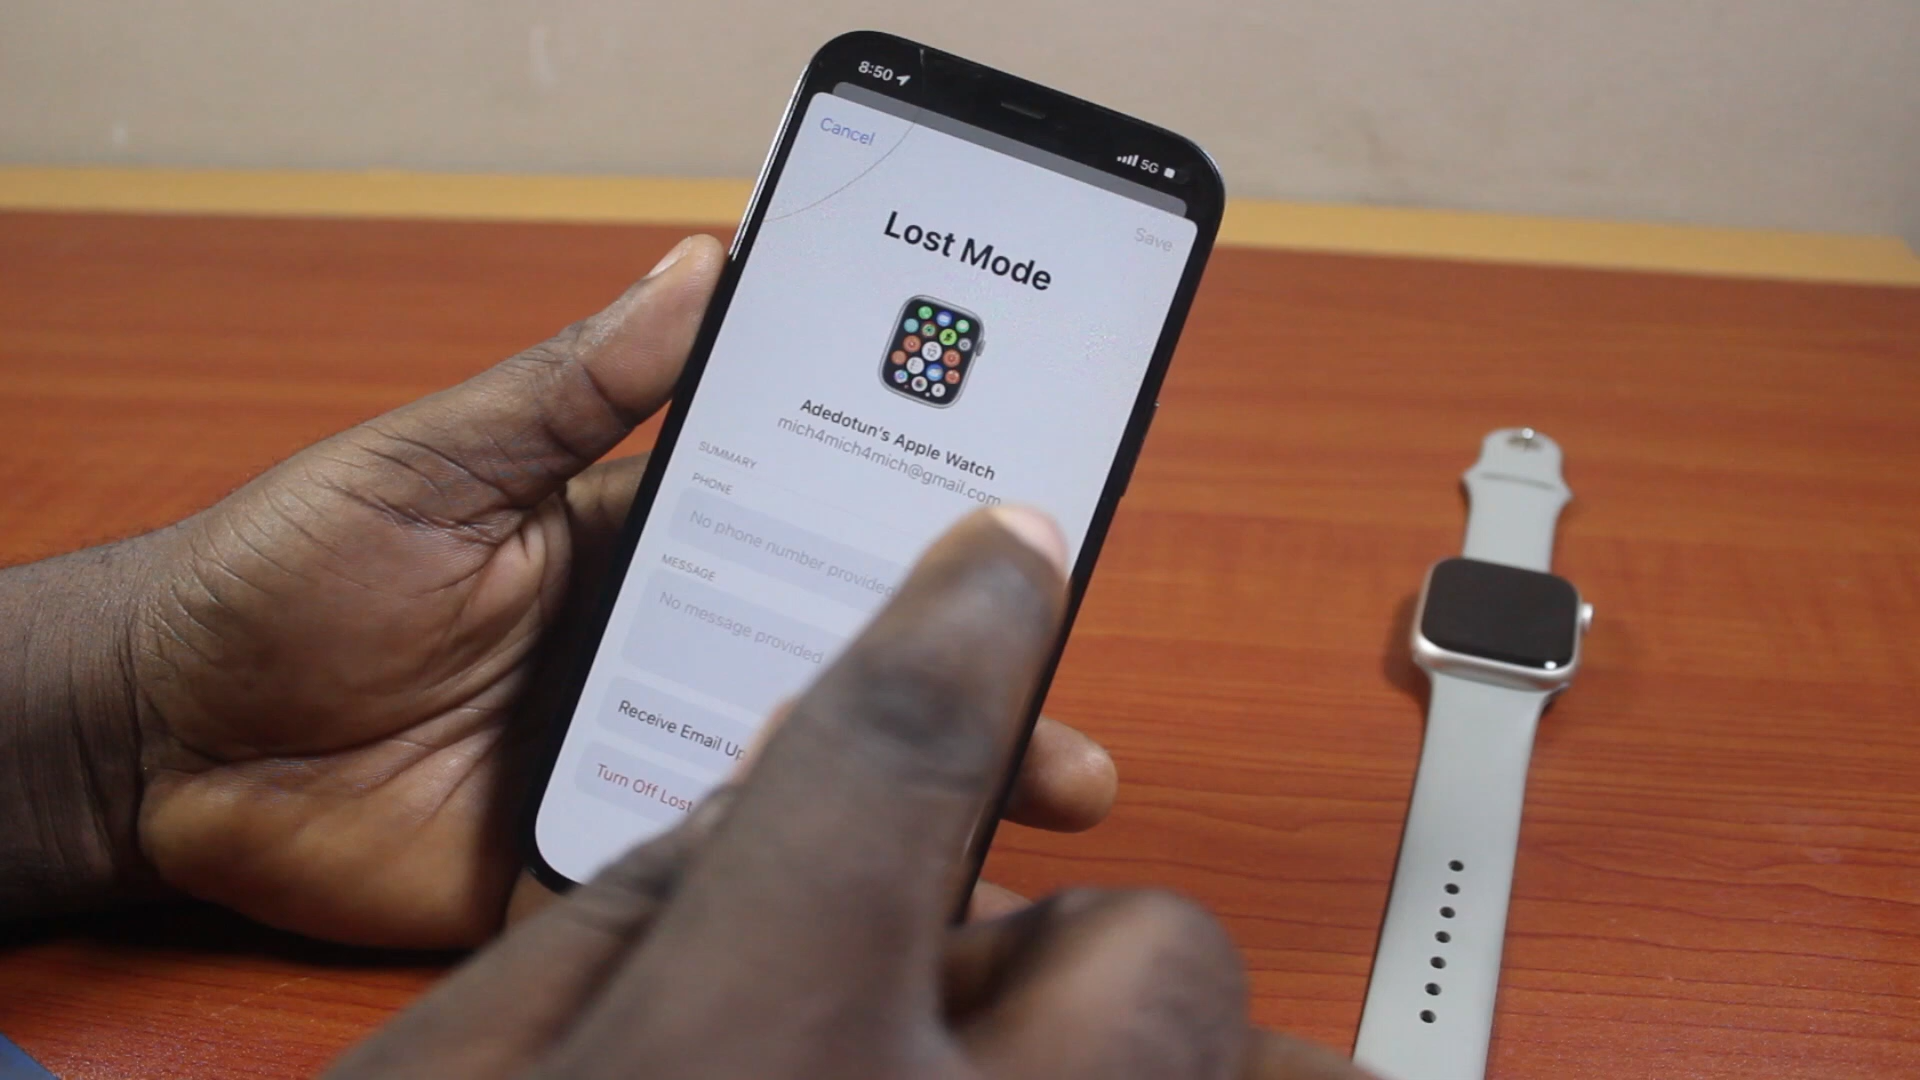 8:50
5G
Cancel
Save
Lost Mode
Adedotun's Apple Watch
mich4mich4mich@gmail.com
SUMMARY
PHONE
No phone number provided
MESSAGE
No message provided
Receive Email Up
Turn Off Lost